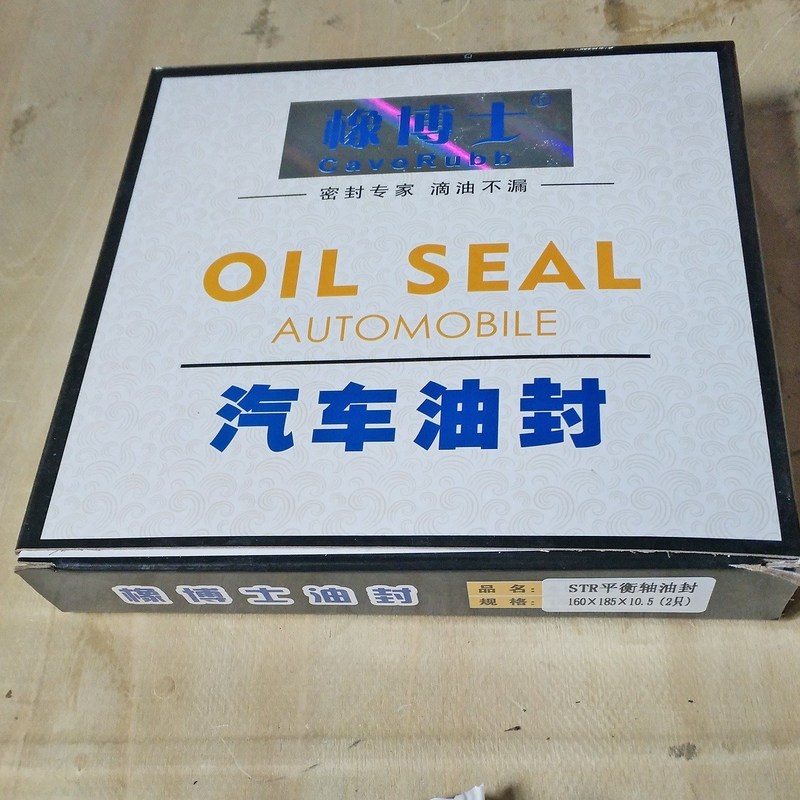 橡博士®
CavoRubb
密封专家 滴油不漏
OIL SEAL
AUTOMOBILE
汽车油封
橡博士油封
品 名: STR平衡轴油封
规 格: 160×185×10.5(2只)